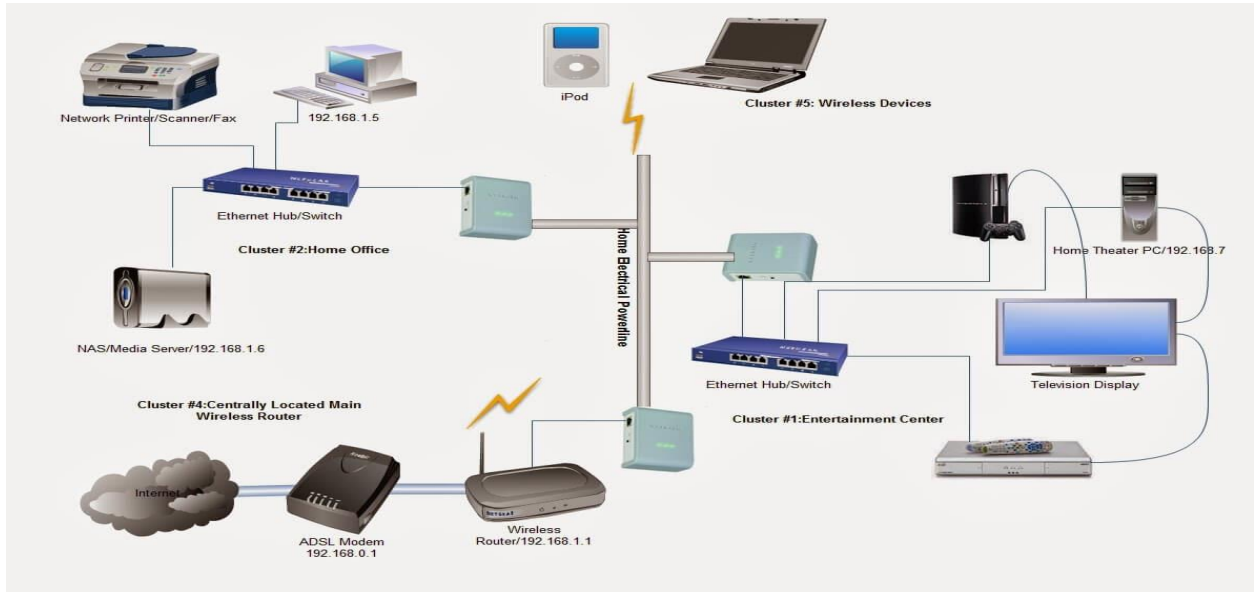 iPod
Cluster #5: Wireless Devices
Network Printer/Scanner/Fax
192.168.1.5
Ethernet Hub/Switch
Cluster #2:Home Office
NAS/Media Server/192.168.1.6
Home Electrical Powerline
Home Theater PC/192.168.7
Television Display
Ethernet Hub/Switch
Cluster #1:Entertainment Center
Cluster #4:Centrally Located Main
Wireless Router
Internet
ADSL Modem
192.168.0.1
NETGEAR
Wireless
Router/192.168.1.1